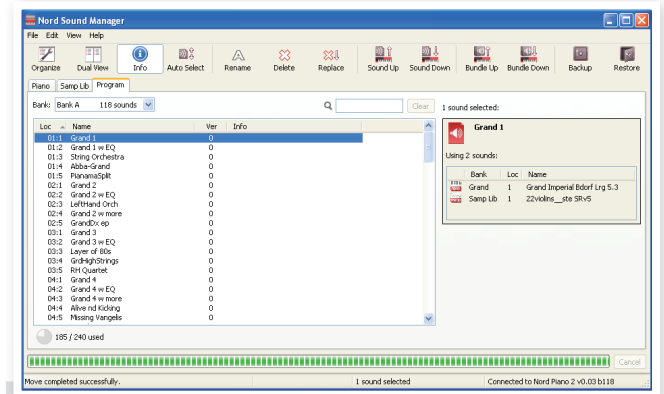 Nord Sound Manager
File Edit View Help
Organize Dual View Info Auto Select Rename Delete Replace Sound Up Sound Down Bundle Up Bundle Down Backup Restore
Piano Samp Lib Program
Bank: Bank A 118 sounds Clear 1 sound selected:
Loc Name Ver Info
01:1 Grand 1 0
01:2 Grand 1 w EQ 0
01:3 String Orchestra 0
01:4 Abba-Grand 0
01:5 PianamaSplit 0
02:1 Grand 2 0
02:2 Grand 2 w EQ 0
02:3 LeftHand Orch 0
02:4 Grand 2 w more 0
02:5 GrandDx ep 0
03:1 Grand 3 0
03:2 Grand 3 w EQ 0
03:3 Layer of 80s 0
03:4 GrdHighStrings 0
03:5 RH Quartet 0
04:1 Grand 4 0
04:2 Grand 4 w EQ 0
04:3 Grand 4 w more 0
04:4 Alive nd Kicking 0
04:5 Missing Vangelis 0
Grand 1
Using 2 sounds:
Bank Loc Name
Grand 1 Grand Imperial Bdorf Lrg 5.3
Samp Lib 1 22violins__ste SRv5
185 / 240 used
Cancel
Move completed successfully. 1 sound selected Connected to Nord Piano 2 v0.03 b118